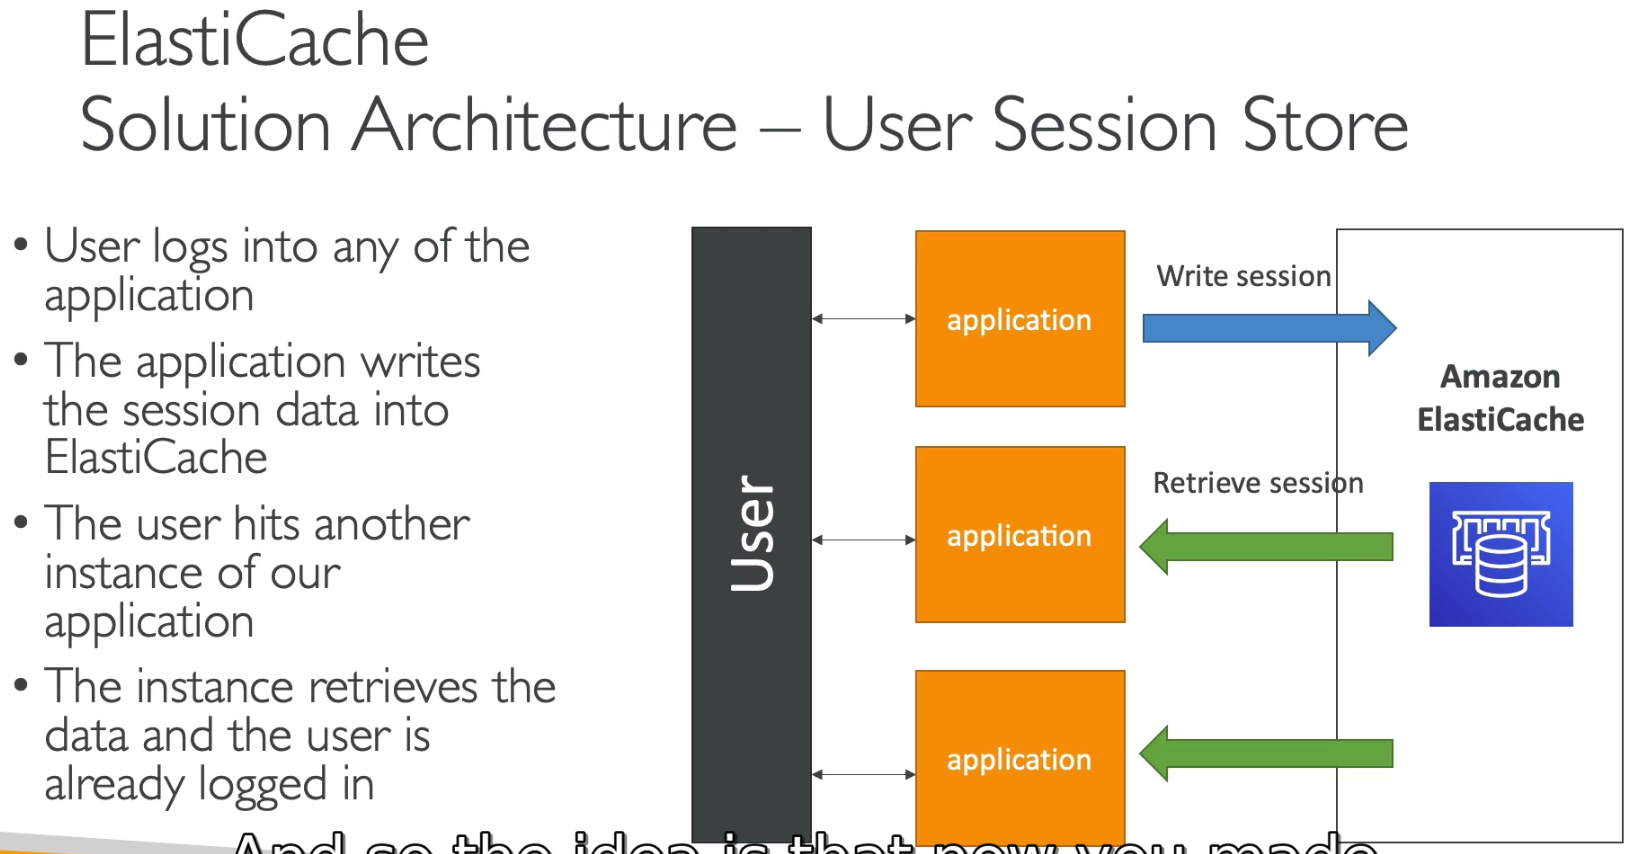 ElastiCache
Solution Architecture – User Session Store
• User logs into any of the
application
• The application writes
the session data into
ElastiCache
• The user hits another
instance of our
application
• The instance retrieves the
data and the user is
already logged in
User
application
Write session
Amazon
ElastiCache
application
Retrieve session
application
And so the idea is that now you made